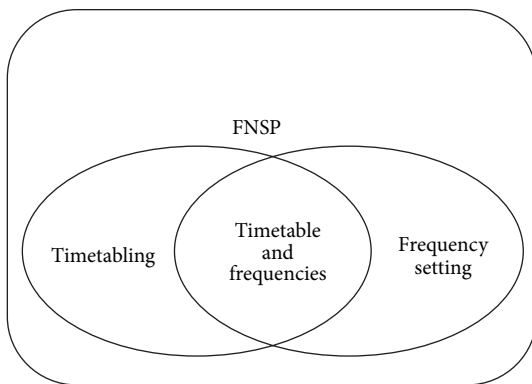 FNSP
Timetabling
Timetable
and
frequencies
Frequency
setting